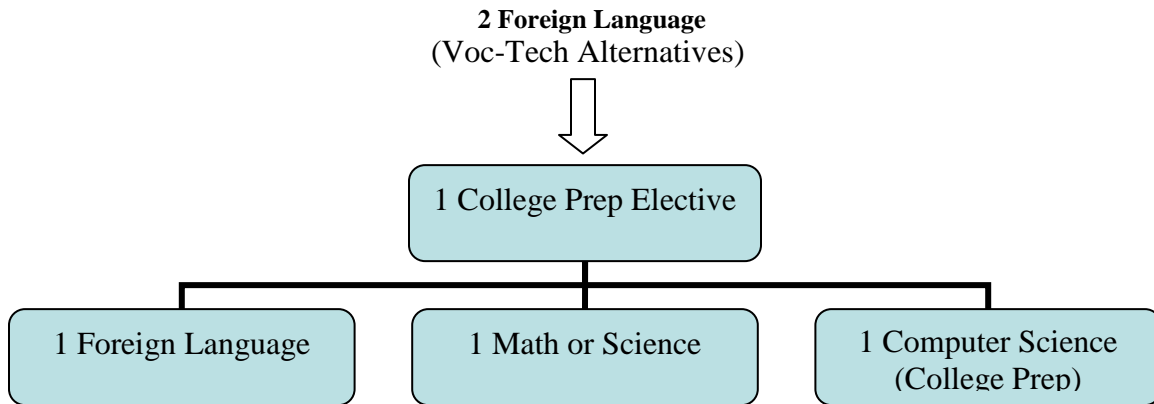 2 Foreign Language
(Voc-Tech Alternatives)
1 College Prep Elective
1 Foreign Language
1 Math or Science
1 Computer Science
(College Prep)